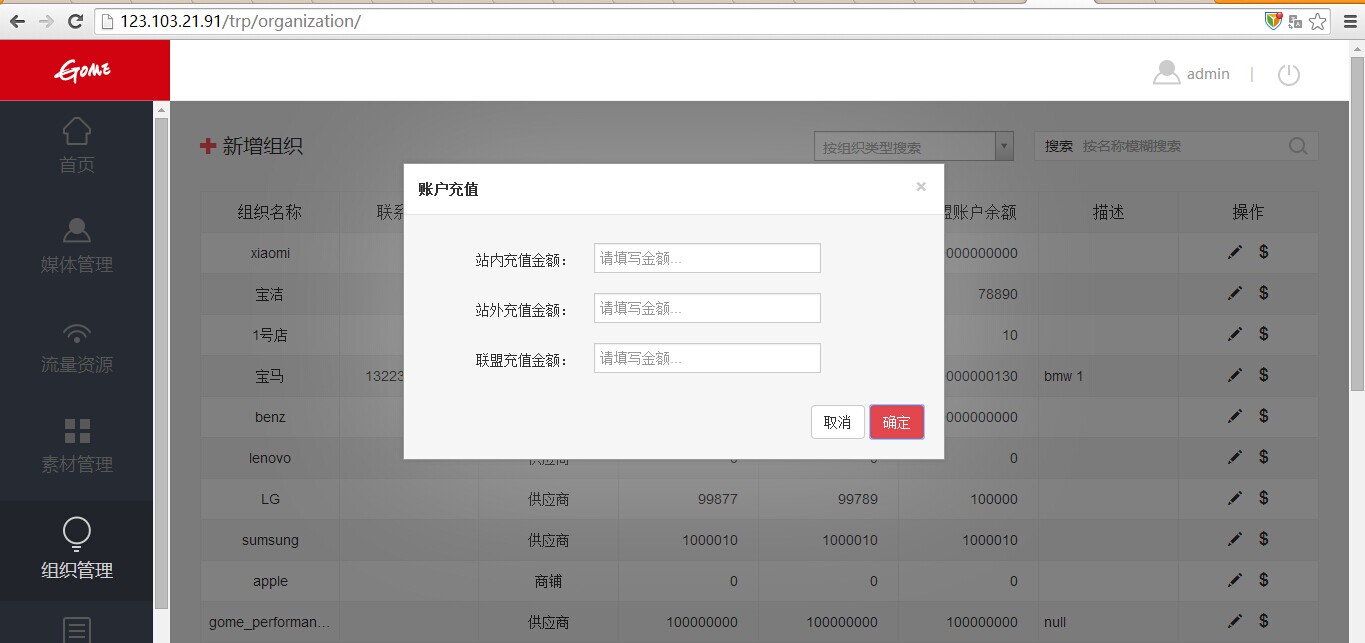 123.103.21.91/trp/organization/
GOME
admin
首页
媒体管理
流量资源
素材管理
组织管理
新增组织
按组织类型搜索
搜索 按名称模糊搜索
组织名称 联系 盟账户余额 描述 操作
xiaomi 000000000 $
宝洁 78890 $
1号店 10 $
宝马 13223 000000130 bmw 1 $
benz 000000000 $
lenovo 供应商 0 0 0 $
LG 供应商 99877 99789 100000 $
sumsung 供应商 1000010 1000010 1000010 $
apple 商铺 0 0 0 $
gome_performan... 供应商 100000000 100000000 100000000 null $
账户充值 ×
站内充值金额： 请填写金额...
站外充值金额： 请填写金额...
联盟充值金额： 请填写金额...
取消 确定